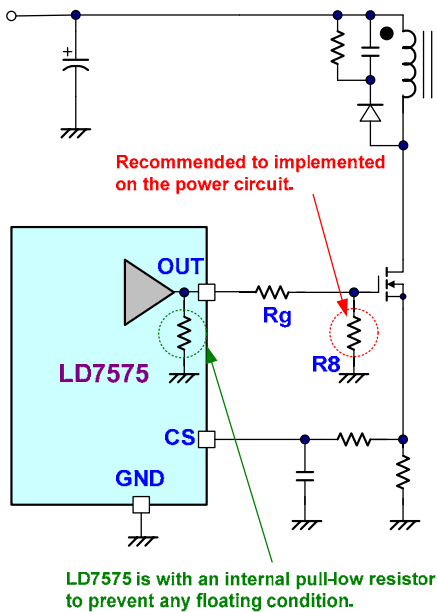 +
Recommended to implemented
on the power circuit.
OUT
Rg
R8
LD7575
CS
GND
LD7575 is with an internal pull-low resistor
to prevent any floating condition.